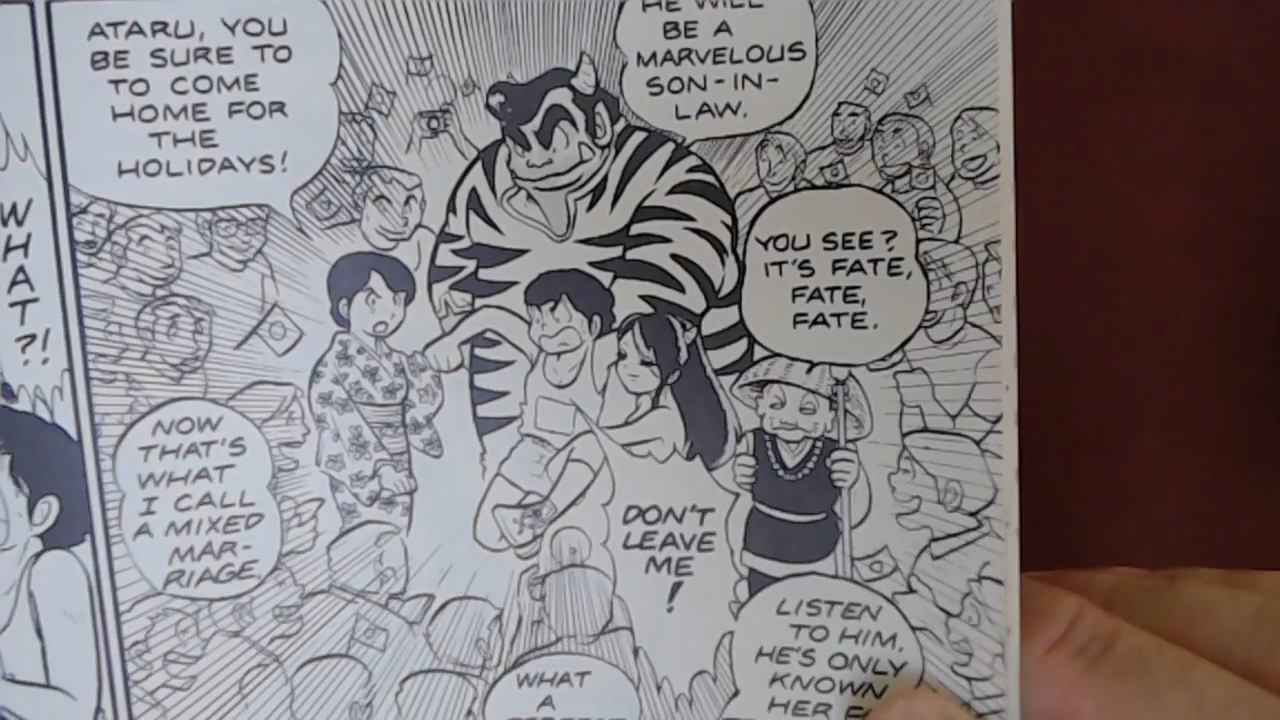 ATARU, YOU
BE SURE TO
TO COME
HOME FOR
THE
HOLIDAYS!
HE WILL
BE A
MARVELOUS
SON-IN-
LAW.
YOU SEE?
IT'S FATE,
FATE,
FATE.
WHAT?!
NOW
THAT'S
WHAT
I CALL
A MIXED
MAR-
RIAGE.
DON'T
LEAVE
ME
!
LISTEN
TO HIM.
HE'S ONLY
KNOWN
HER
WHAT
A